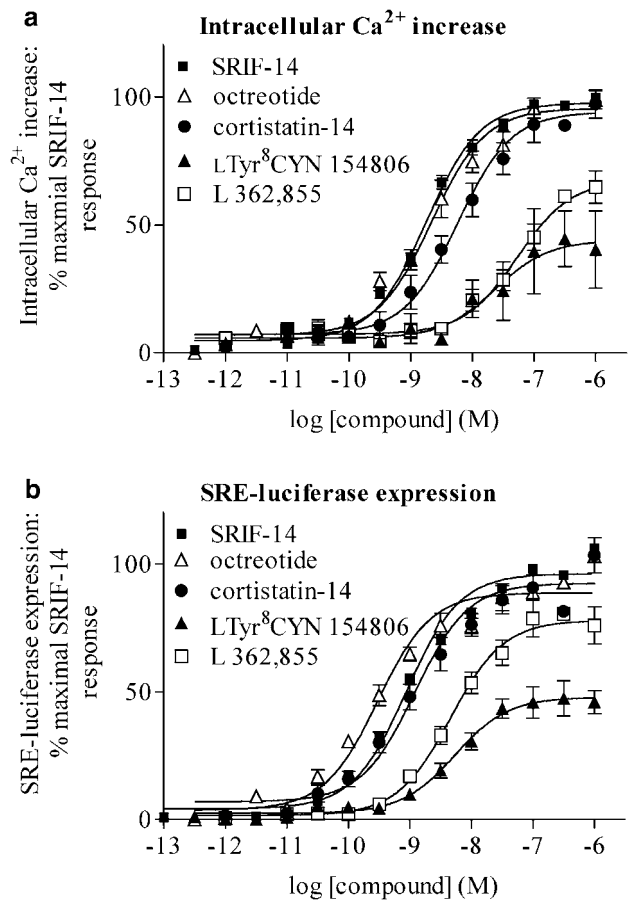 a
Intracellular Ca2+ increase
Intracellular Ca2+ increase:
% maxmial SRIF-14
response
SRIF-14
octreotide
cortistatin-14
LTyr8CYN 154806
L 362,855
100
50
0
-13 -12 -11 -10 -9 -8 -7 -6
log [compound] (M)
b
SRE-luciferase expression
SRE-luciferase expression:
% maximal SRIF-14
response
SRIF-14
octreotide
cortistatin-14
LTyr8CYN 154806
L 362,855
100
50
0
-13 -12 -11 -10 -9 -8 -7 -6
log [compound] (M)